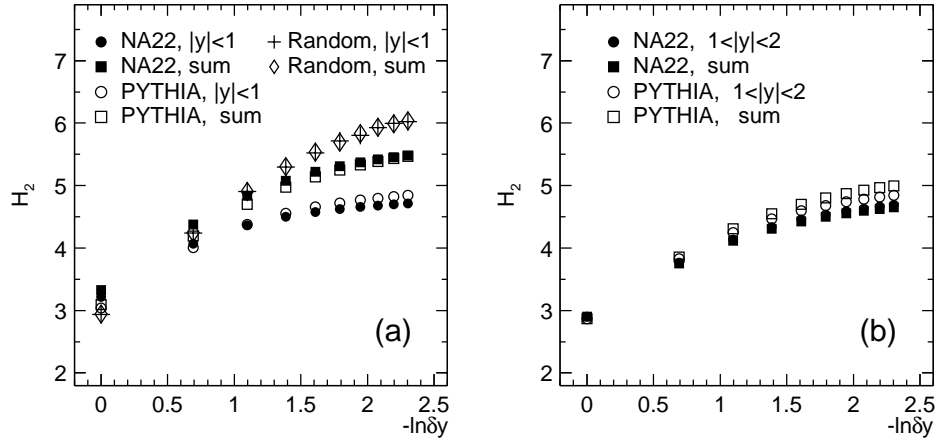 NA22, |y|<1
NA22, sum
PYTHIA, |y|<1
PYTHIA, sum
Random, |y|<1
Random, sum
H2
7
6
5
4
3
2
(a)
0 0.5 1 1.5 2 2.5
-lnδy
NA22, 1<|y|<2
NA22, sum
PYTHIA, 1<|y|<2
PYTHIA, sum
H2
7
6
5
4
3
2
(b)
0 0.5 1 1.5 2 2.5
-lnδy